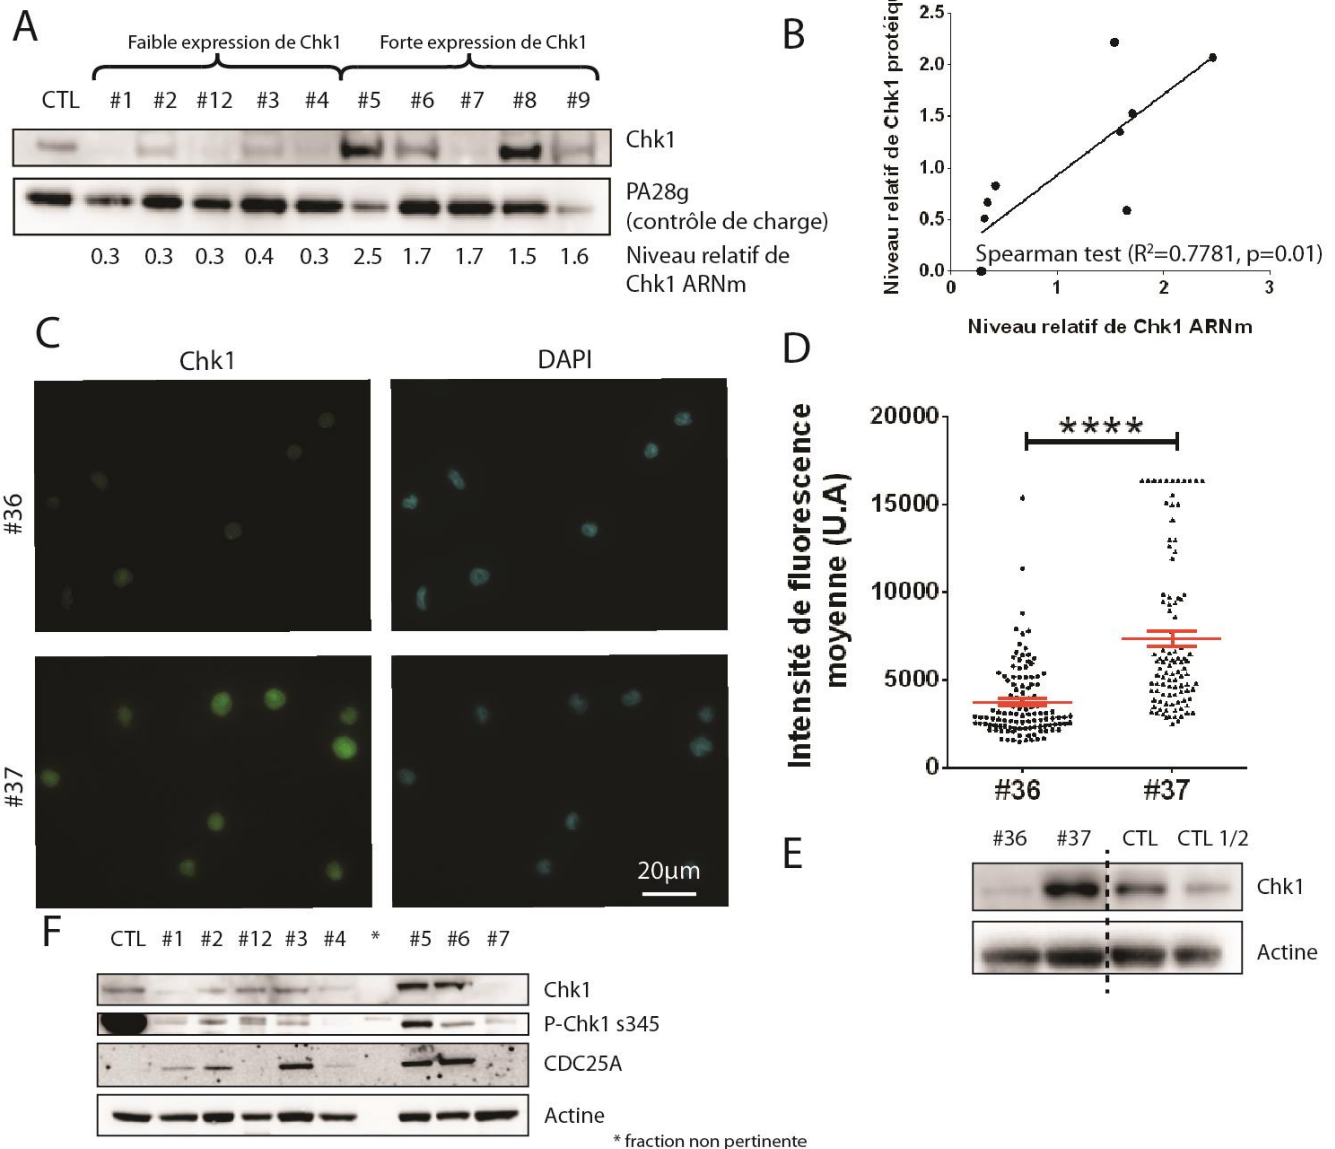 A
Faible expression de Chk1
Forte expression de Chk1
CTL #1 #2 #12 #3 #4 #5 #6 #7 #8 #9
Chk1
PA28g
(contrôle de charge)
0.3 0.3 0.3 0.4 0.3 2.5 1.7 1.7 1.5 1.6
Niveau relatif de
Chk1 ARNm
B
Niveau relatif de Chk1 protéiq
2.5
2.0
1.5
1.0
0.5
0.0
Spearman test (R²=0.7781, p=0.01)
0 1 2 3
Niveau relatif de Chk1 ARNm
C
Chk1
DAPI
#36
#37
20µm
D
Intensité de fluorescence
moyenne (U.A)
20000
15000
10000
5000
0
****
#36 #37
E
#36 #37 CTL CTL 1/2
Chk1
Actine
F
CTL #1 #2 #12 #3 #4 * #5 #6 #7
Chk1
P-Chk1 s345
CDC25A
Actine
* fraction non pertinente